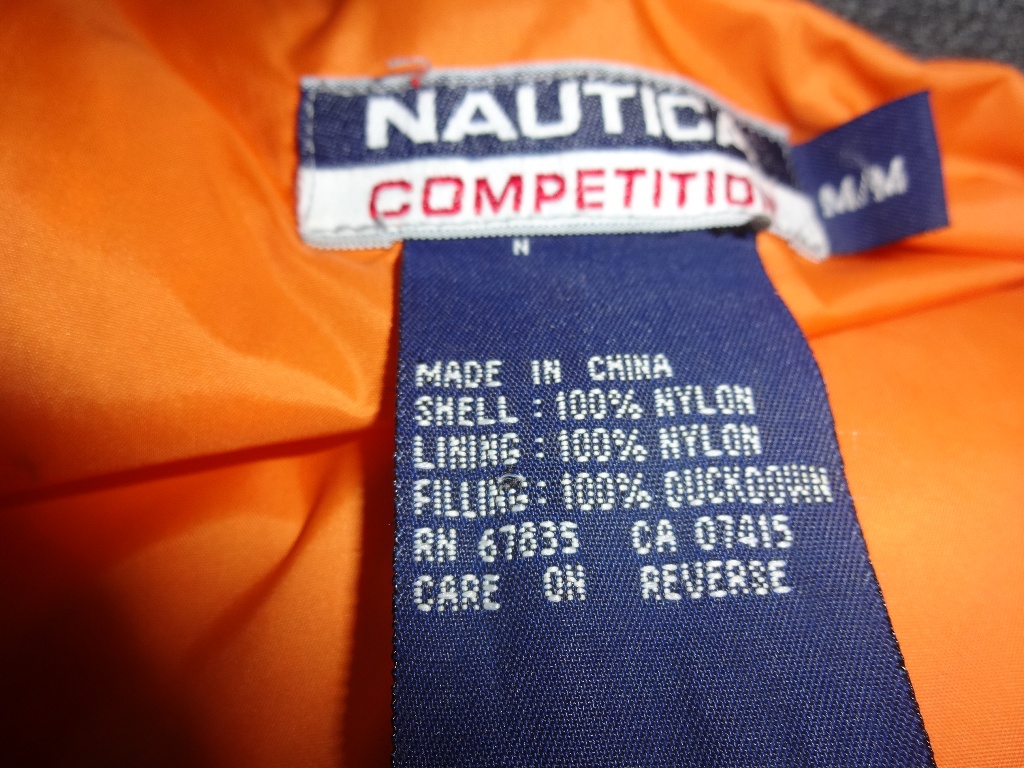 NAUTICA
COMPETITIO
M/M
N
MADE IN CHINA
SHELL : 100% NYLON
LINING : 100% NYLON
FILLING : 100% DUCKDOWN
RN 67835 CA 07415
CARE ON REVERSE